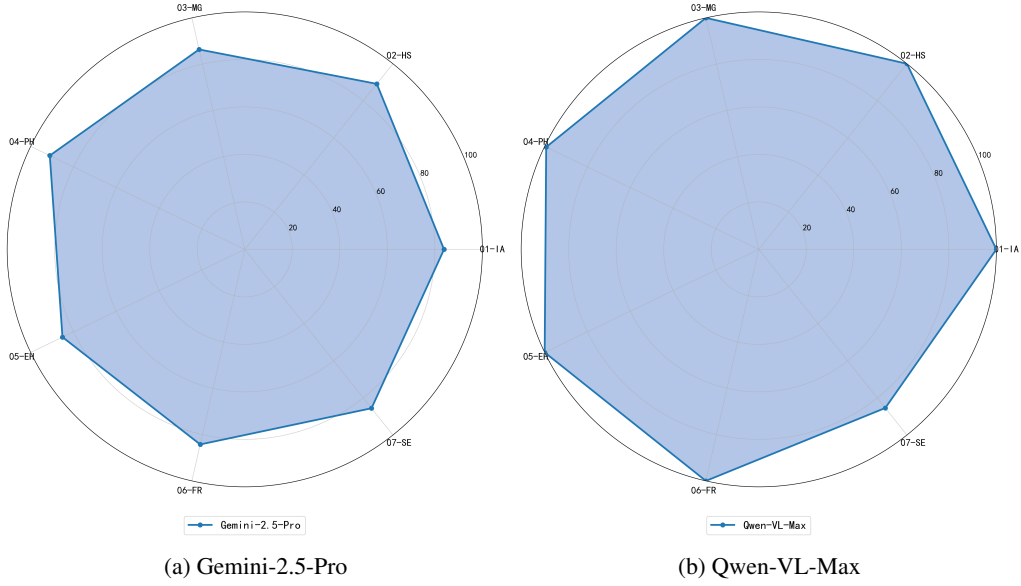 03-MG
02-HS
04-PH
100
80
60
40
20
01-IA
05-EH
07-SE
06-FR
Gemini-2.5-Pro
(a) Gemini-2.5-Pro
03-MG
02-HS
04-PH
100
80
60
40
20
01-IA
05-EH
07-SE
06-FR
Qwen-VL-Max
(b) Qwen-VL-Max